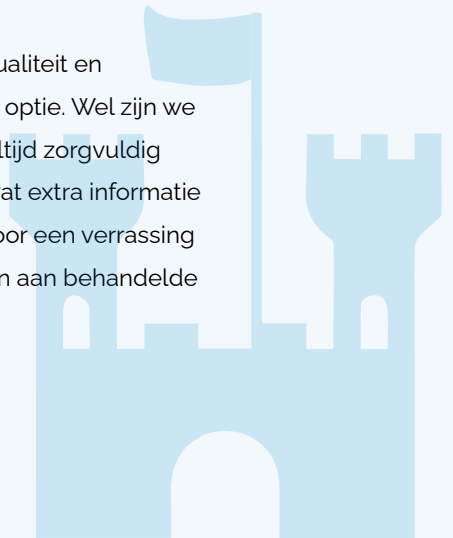 ualiteit en
optie. Wel zijn we
ltijd zorgvuldig
at extra informatie
oor een verrassing
n aan behandelde